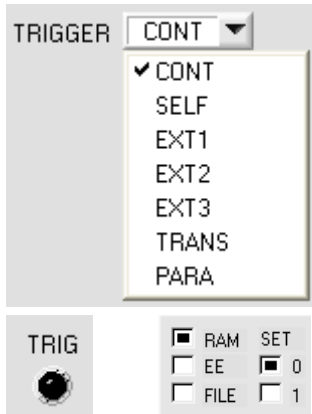 TRIGGER CONT
CONT
SELF
EXT1
EXT2
EXT3
TRANS
PARA
TRIG
RAM SET
EE 0
FILE 1